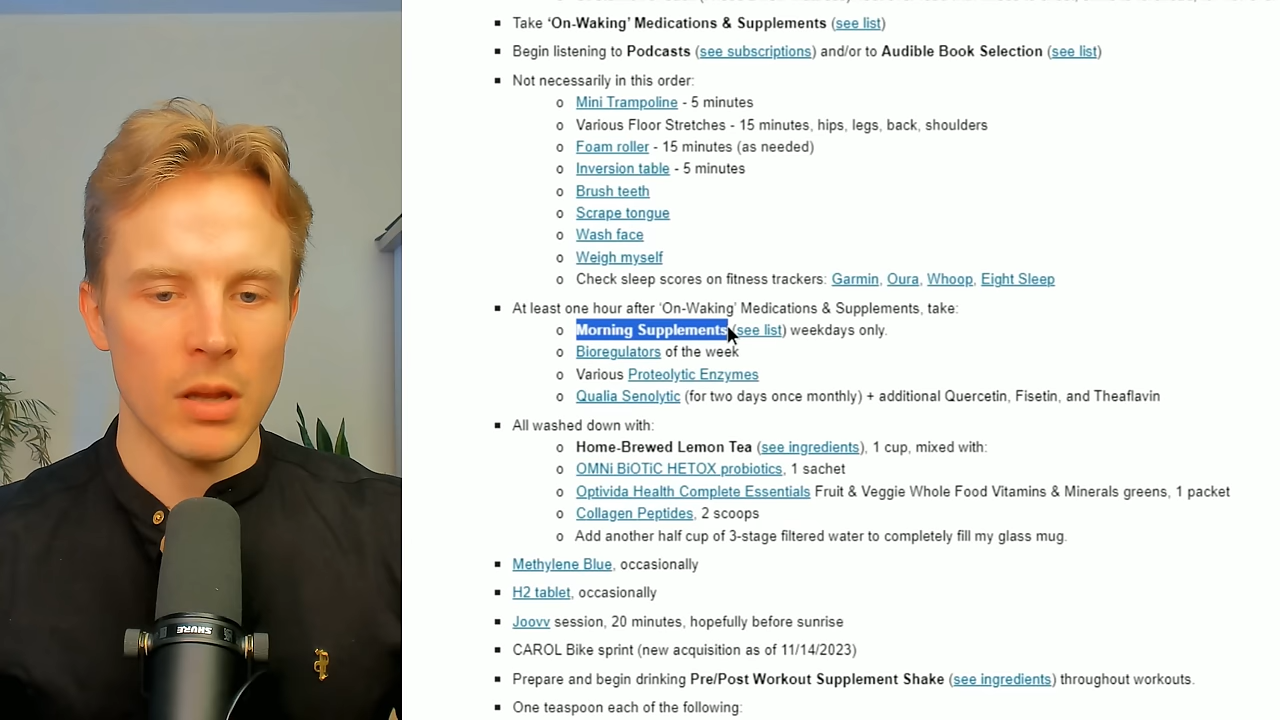 Take ‘On-Waking’ Medications & Supplements (see list)
Begin listening to Podcasts (see subscriptions) and/or to Audible Book Selection (see list)
Not necessarily in this order:
Mini Trampoline - 5 minutes
Various Floor Stretches - 15 minutes, hips, legs, back, shoulders
Foam roller - 15 minutes (as needed)
Inversion table - 5 minutes
Brush teeth
Scrape tongue
Wash face
Weigh myself
Check sleep scores on fitness trackers: Garmin, Oura, Whoop, Eight Sleep
At least one hour after ‘On-Waking’ Medications & Supplements, take:
Morning Supplements (see list) weekdays only.
Bioregulators of the week
Various Proteolytic Enzymes
Qualia Senolytic (for two days once monthly) + additional Quercetin, Fisetin, and Theaflavin
All washed down with:
Home-Brewed Lemon Tea (see ingredients), 1 cup, mixed with:
OMNi BiOTiC HETOX probiotics, 1 sachet
Optivida Health Complete Essentials Fruit & Veggie Whole Food Vitamins & Minerals greens, 1 packet
Collagen Peptides, 2 scoops
Add another half cup of 3-stage filtered water to completely fill my glass mug.
Methylene Blue, occasionally
H2 tablet, occasionally
Joovv session, 20 minutes, hopefully before sunrise
CAROL Bike sprint (new acquisition as of 11/14/2023)
Prepare and begin drinking Pre/Post Workout Supplement Shake (see ingredients) throughout workouts.
One teaspoon each of the following:
SHURE